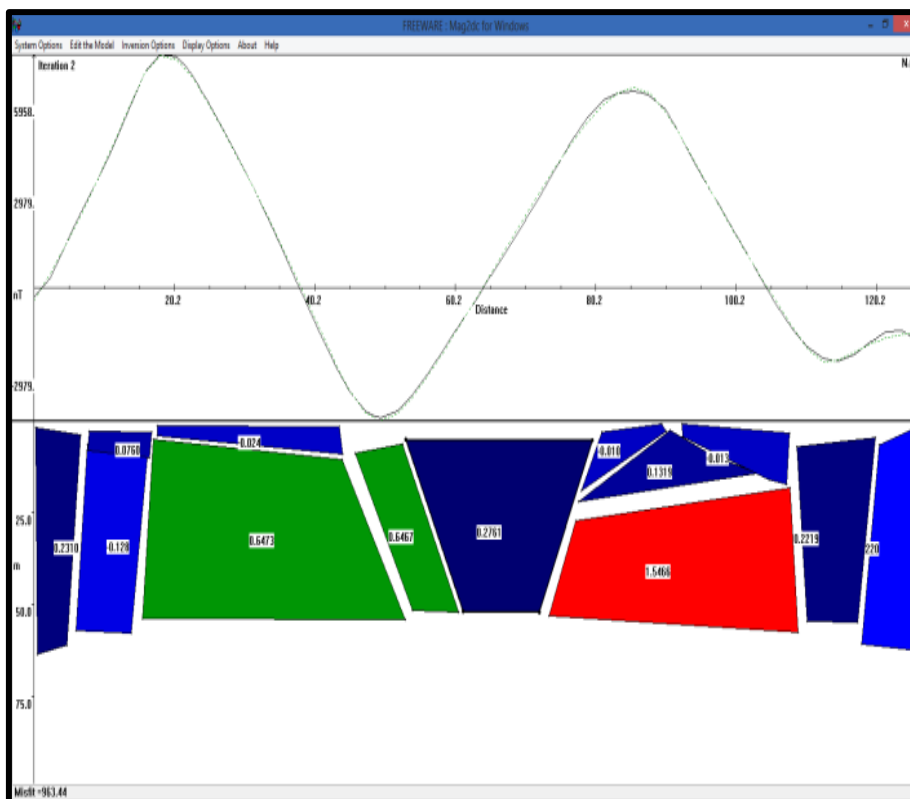 FREEWARE : Mag2dc for Windows
System Options Edit the Model Inversion Options Display Options About Help
Iteration 2
5958.
2979.
nT
20.2 40.2 60.2 80.2 100.2 120.2
Distance
-2979.
0.0760 -0.024 -0.010 -0.013
0.1319
25.0
0.2310 -0.128 0.6473 0.6467 0.2761 0.2219 220
m
1.5466
50.0
75.0
Misfit =963.44